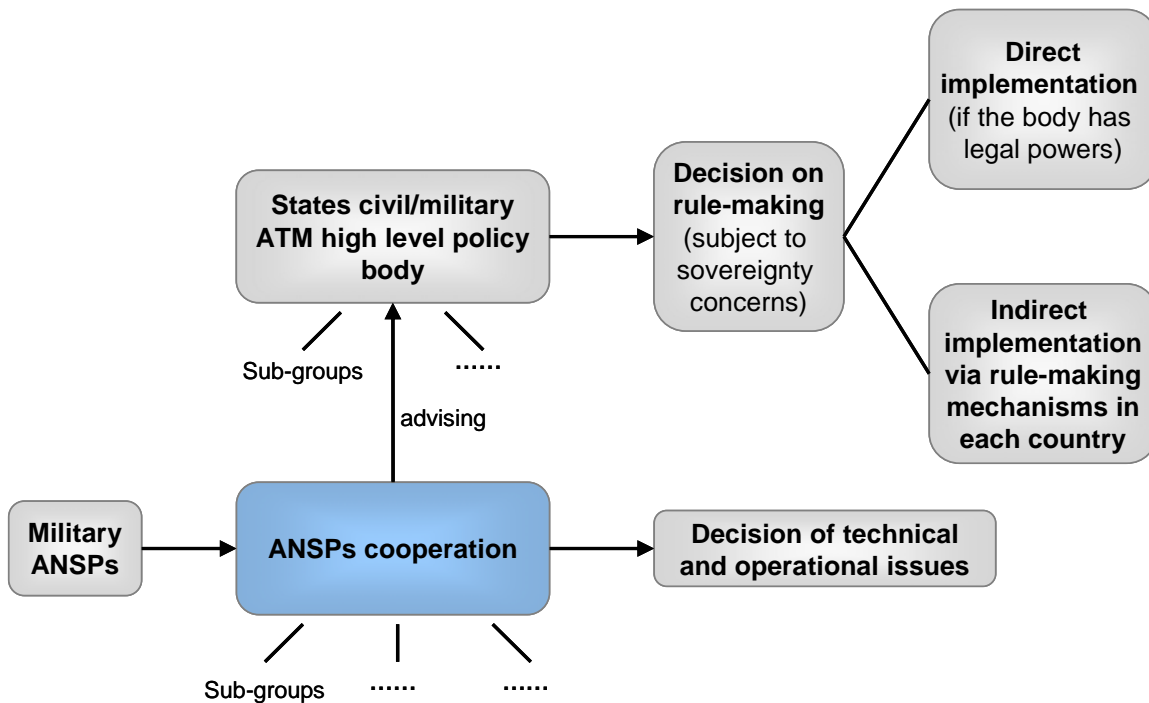 Direct
implementation
(if the body has
legal powers)
States civil/military
ATM high level policy
body
Decision on
rule-making
(subject to
sovereignty
concerns)
Sub-groups
......
advising
Indirect
implementation
via rule-making
mechanisms in
each country
Military
ANSPs
ANSPs cooperation
Decision of technical
and operational issues
Sub-groups
......
......